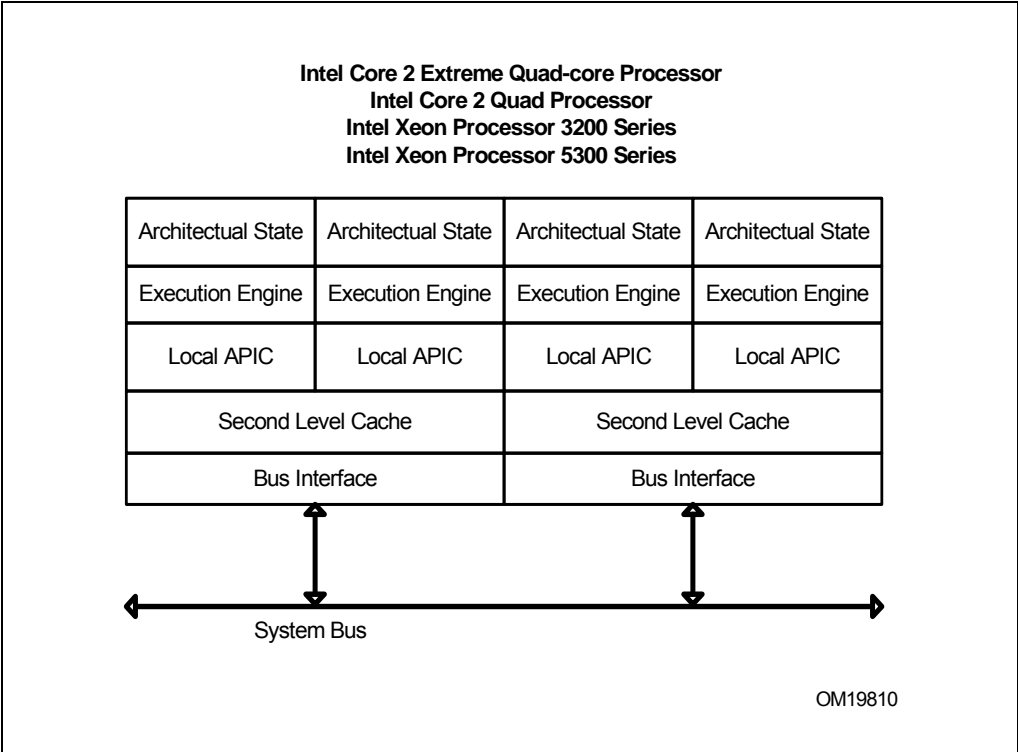 Intel Core 2 Extreme Quad-core Processor
Intel Core 2 Quad Processor
Intel Xeon Processor 3200 Series
Intel Xeon Processor 5300 Series
Architectual State Architectual State Architectual State Architectual State
Execution Engine Execution Engine Execution Engine Execution Engine
Local APIC Local APIC Local APIC Local APIC
Second Level Cache Second Level Cache
Bus Interface Bus Interface
System Bus
OM19810